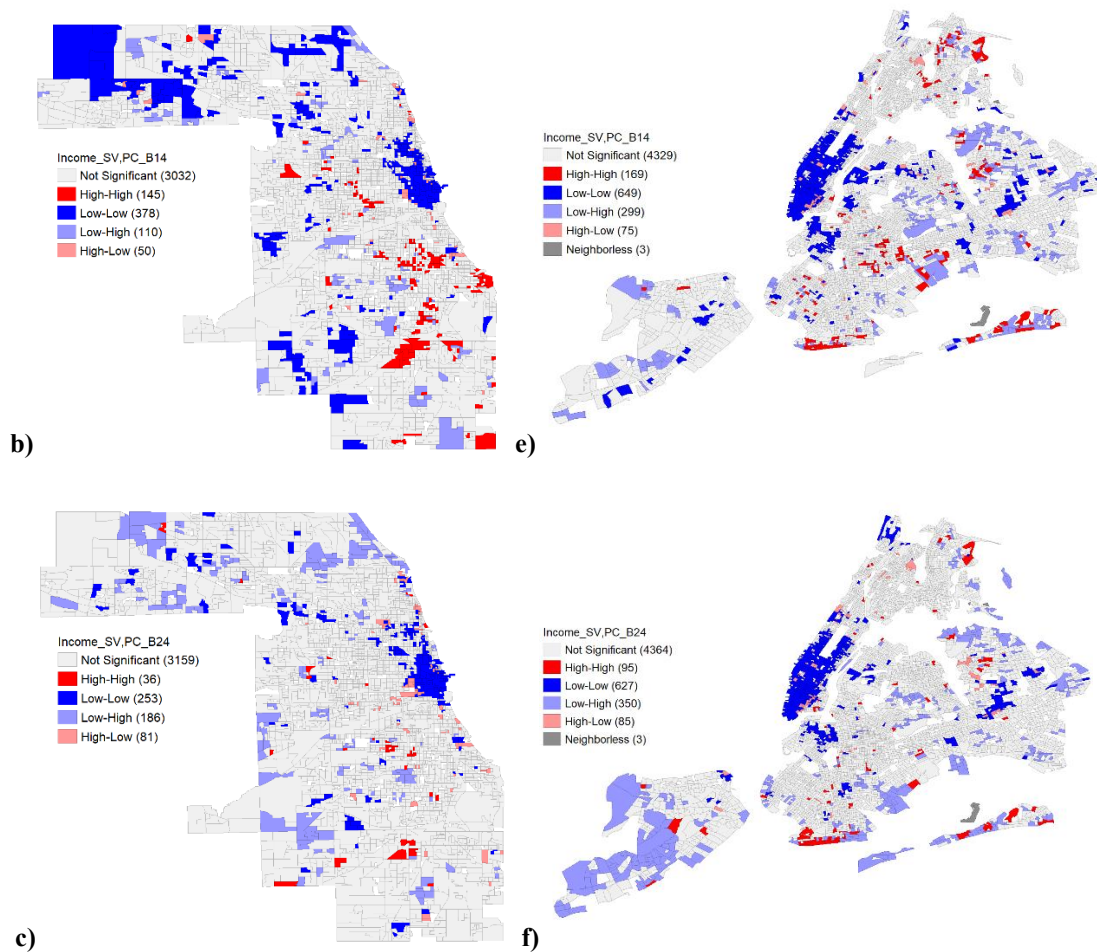 Income_SV,PC_B14
Not Significant (3032)
High-High (145)
Low-Low (378)
Low-High (110)
High-Low (50)
b)
Income_SV,PC_B14
Not Significant (4329)
High-High (169)
Low-Low (649)
Low-High (299)
High-Low (75)
Neighborless (3)
e)
Income_SV,PC_B24
Not Significant (3159)
High-High (36)
Low-Low (253)
Low-High (186)
High-Low (81)
c)
Income_SV,PC_B24
Not Significant (4364)
High-High (95)
Low-Low (627)
Low-High (350)
High-Low (85)
Neighborless (3)
f)